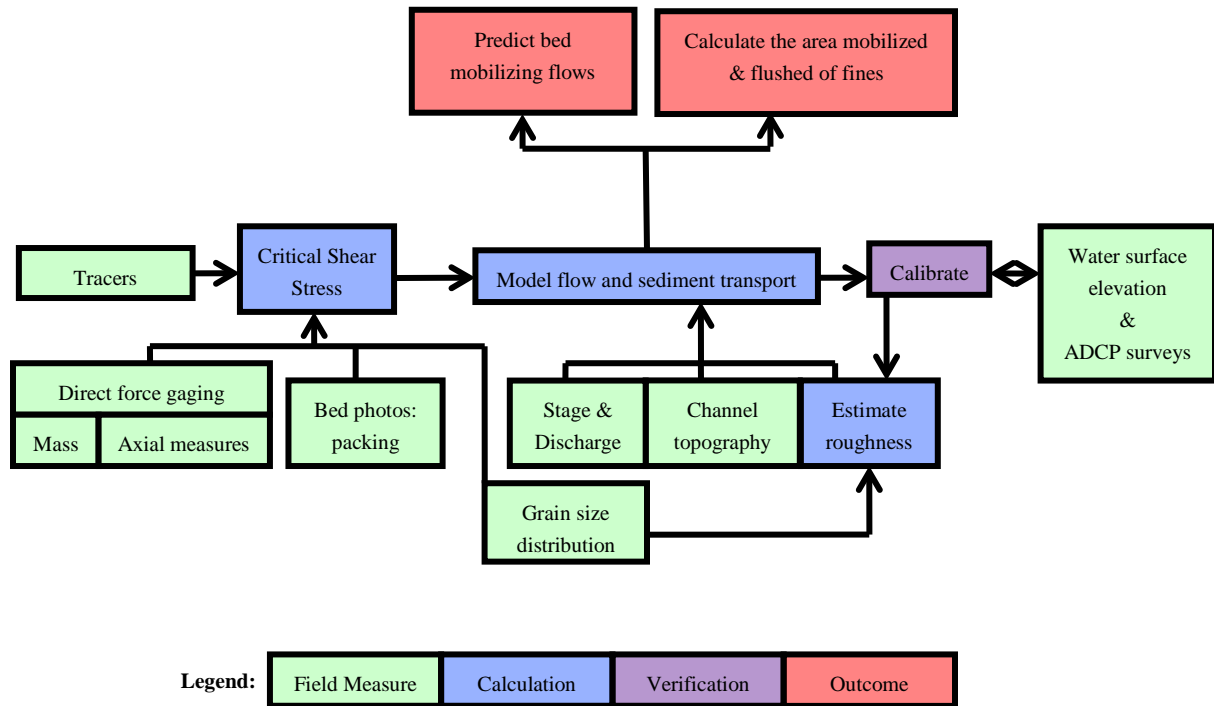 Predict bed
mobilizing flows
Calculate the area mobilized
& flushed of fines
Tracers
Critical Shear
Stress
Model flow and sediment transport
Calibrate
Water surface
elevation
&
ADCP surveys
Direct force gaging
Mass
Axial measures
Bed photos:
packing
Stage &
Discharge
Channel
topography
Estimate
roughness
Grain size
distribution
Legend:
Field Measure
Calculation
Verification
Outcome